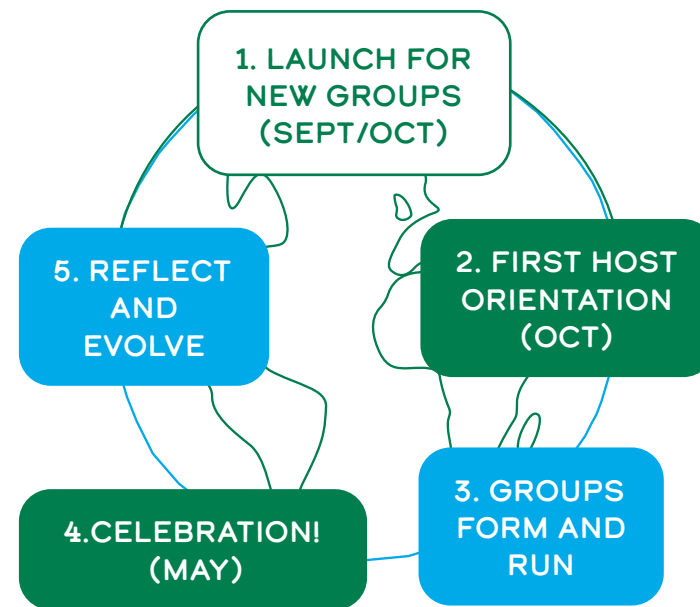 1. LAUNCH FOR
NEW GROUPS
(SEPT/OCT)
2. FIRST HOST
ORIENTATION
(OCT)
3. GROUPS
FORM AND
RUN
4.CELEBRATION!
(MAY)
5. REFLECT
AND
EVOLVE